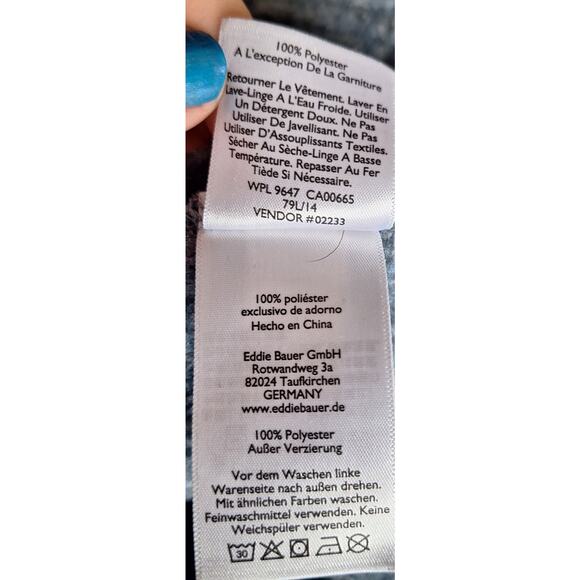 100% Polyester
A L'exception De La Garniture
Retourner Le Vêtement. Laver En
Lave-Linge A L'Eau Froide. Utiliser
Un Détergent Doux. Ne Pas
Utiliser De Javellisant. Ne Pas
Utiliser D'Assouplissants Textiles.
Sécher Au Sèche-Linge A Basse
Température. Repasser Au Fer
Tiède Si Nécessaire.
WPL 9647 CA00665
79L/14
VENDOR #02233
100% poliéster
exclusivo de adorno
Hecho en China
Eddie Bauer GmbH
Rotwandweg 3a
82024 Taufkirchen
GERMANY
www.eddiebauer.de
100% Polyester
Außer Verzierung
Vor dem Waschen linke
Warenseite nach außen drehen.
Mit ähnlichen Farben waschen.
Feinwaschmittel verwenden. Keine
Weichspüler verwenden.
30